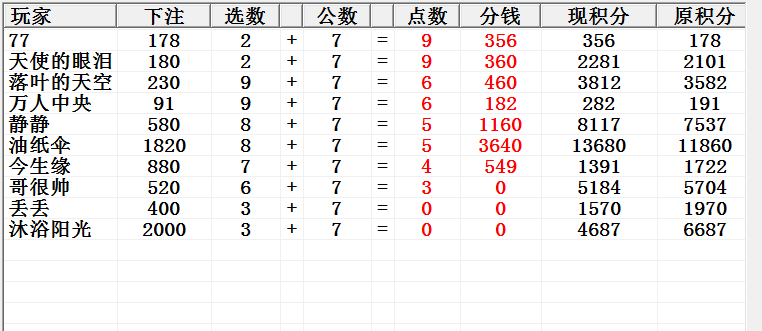 玩家 下注 选数 公数 点数 分钱 现积分 原积分
77 178 2 + 7 = 9 356 356 178
天使的眼泪 180 2 + 7 = 9 360 2281 2101
落叶的天空 230 9 + 7 = 6 460 3812 3582
万人中央 91 9 + 7 = 6 182 282 191
静静 580 8 + 7 = 5 1160 8117 7537
油纸伞 1820 8 + 7 = 5 3640 13680 11860
今生缘 880 7 + 7 = 4 549 1391 1722
哥很帅 520 6 + 7 = 3 0 5184 5704
丢丢 400 3 + 7 = 0 0 1570 1970
沐浴阳光 2000 3 + 7 = 0 0 4687 6687